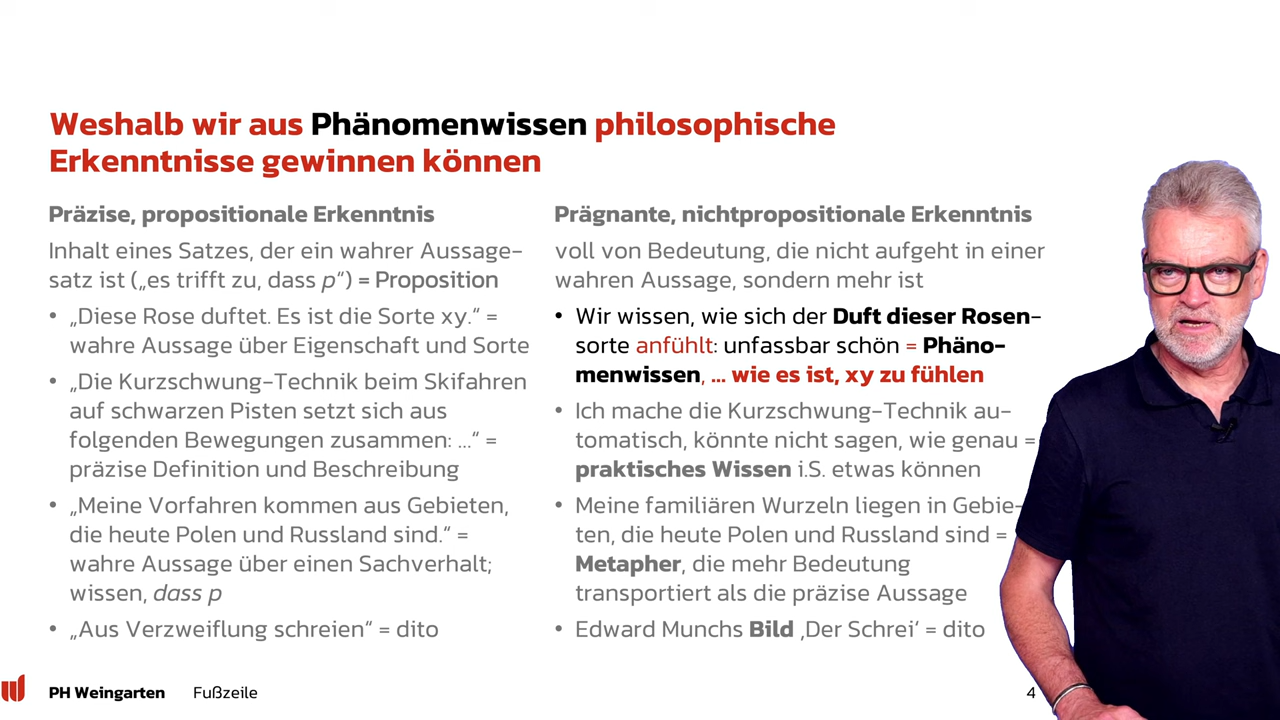 Weshalb wir aus Phänomenwissen philosophische
Erkenntnisse gewinnen können
Präzise, propositionale Erkenntnis
Inhalt eines Satzes, der ein wahrer Aussage-
satz ist („es trifft zu, dass p“) = Proposition
• „Diese Rose duftet. Es ist die Sorte xy.“ =
wahre Aussage über Eigenschaft und Sorte
• „Die Kurzschwung-Technik beim Skifahren
auf schwarzen Pisten setzt sich aus
folgenden Bewegungen zusammen: ...“ =
präzise Definition und Beschreibung
• „Meine Vorfahren kommen aus Gebieten,
die heute Polen und Russland sind.“ =
wahre Aussage über einen Sachverhalt;
wissen, dass p
• „Aus Verzweiflung schreien“ = dito
Prägnante, nichtpropositionale Erkenntnis
voll von Bedeutung, die nicht aufgeht in einer
wahren Aussage, sondern mehr ist
• Wir wissen, wie sich der Duft dieser Rosen-
sorte anfühlt: unfassbar schön = Phäno-
menwissen, ... wie es ist, xy zu fühlen
• Ich mache die Kurzschwung-Technik au-
tomatisch, könnte nicht sagen, wie genau =
praktisches Wissen i.S. etwas können
• Meine familiären Wurzeln liegen in Gebie-
ten, die heute Polen und Russland sind =
Metapher, die mehr Bedeutung
transportiert als die präzise Aussage
• Edward Munchs Bild ‚Der Schrei‘ = dito
PH Weingarten Fußzeile 4